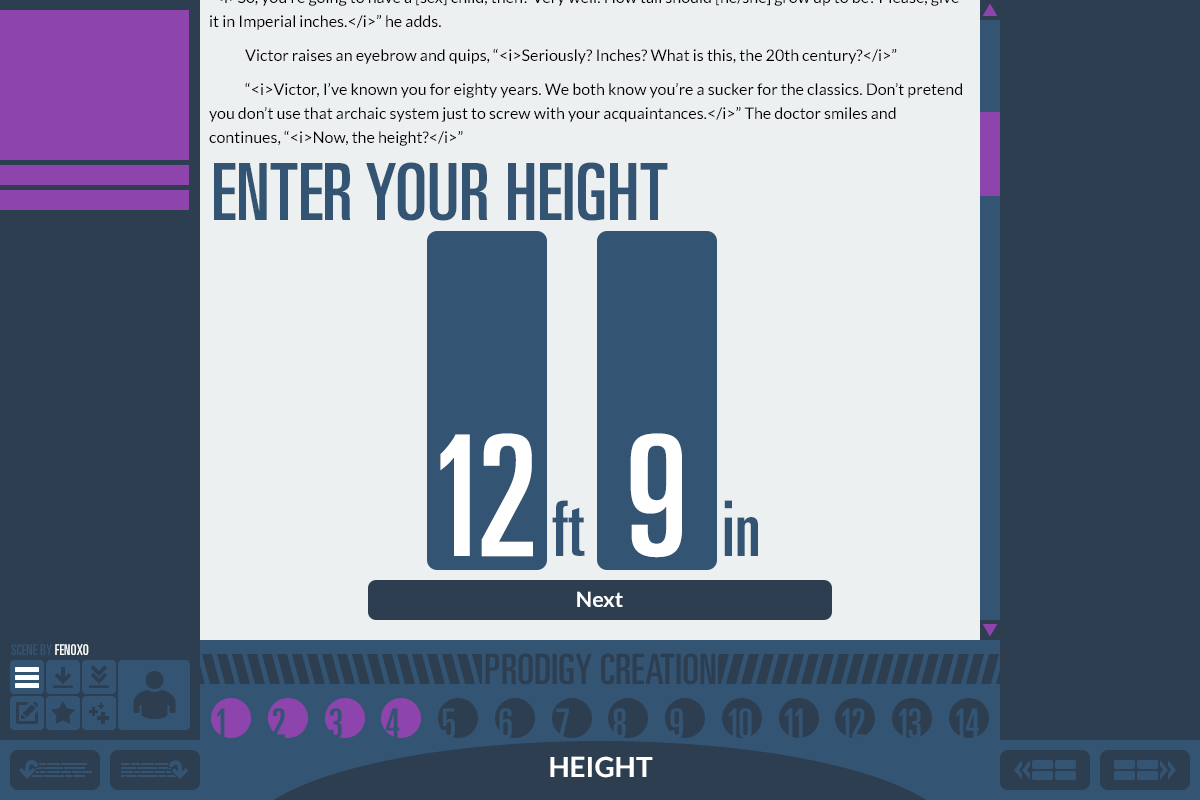 “<i>So, you’re going to have a [sex] child, then? Very well. How tall should [he/she] grow up to be? Please, give
it in Imperial inches.</i>” he adds.
Victor raises an eyebrow and quips, “<i>Seriously? Inches? What is this, the 20th century?</i>”
“<i>Victor, I’ve known you for eighty years. We both know you’re a sucker for the classics. Don’t pretend
you don’t use that archaic system just to screw with your acquaintances.</i>” The doctor smiles and
continues, “<i>Now, the height?</i>”
ENTER YOUR HEIGHT
12 ft 9 in
Next
SCENE BY FENOXO
PRODIGY CREATION
1 2 3 4 5 6 7 8 9 10 11 12 13 14
HEIGHT